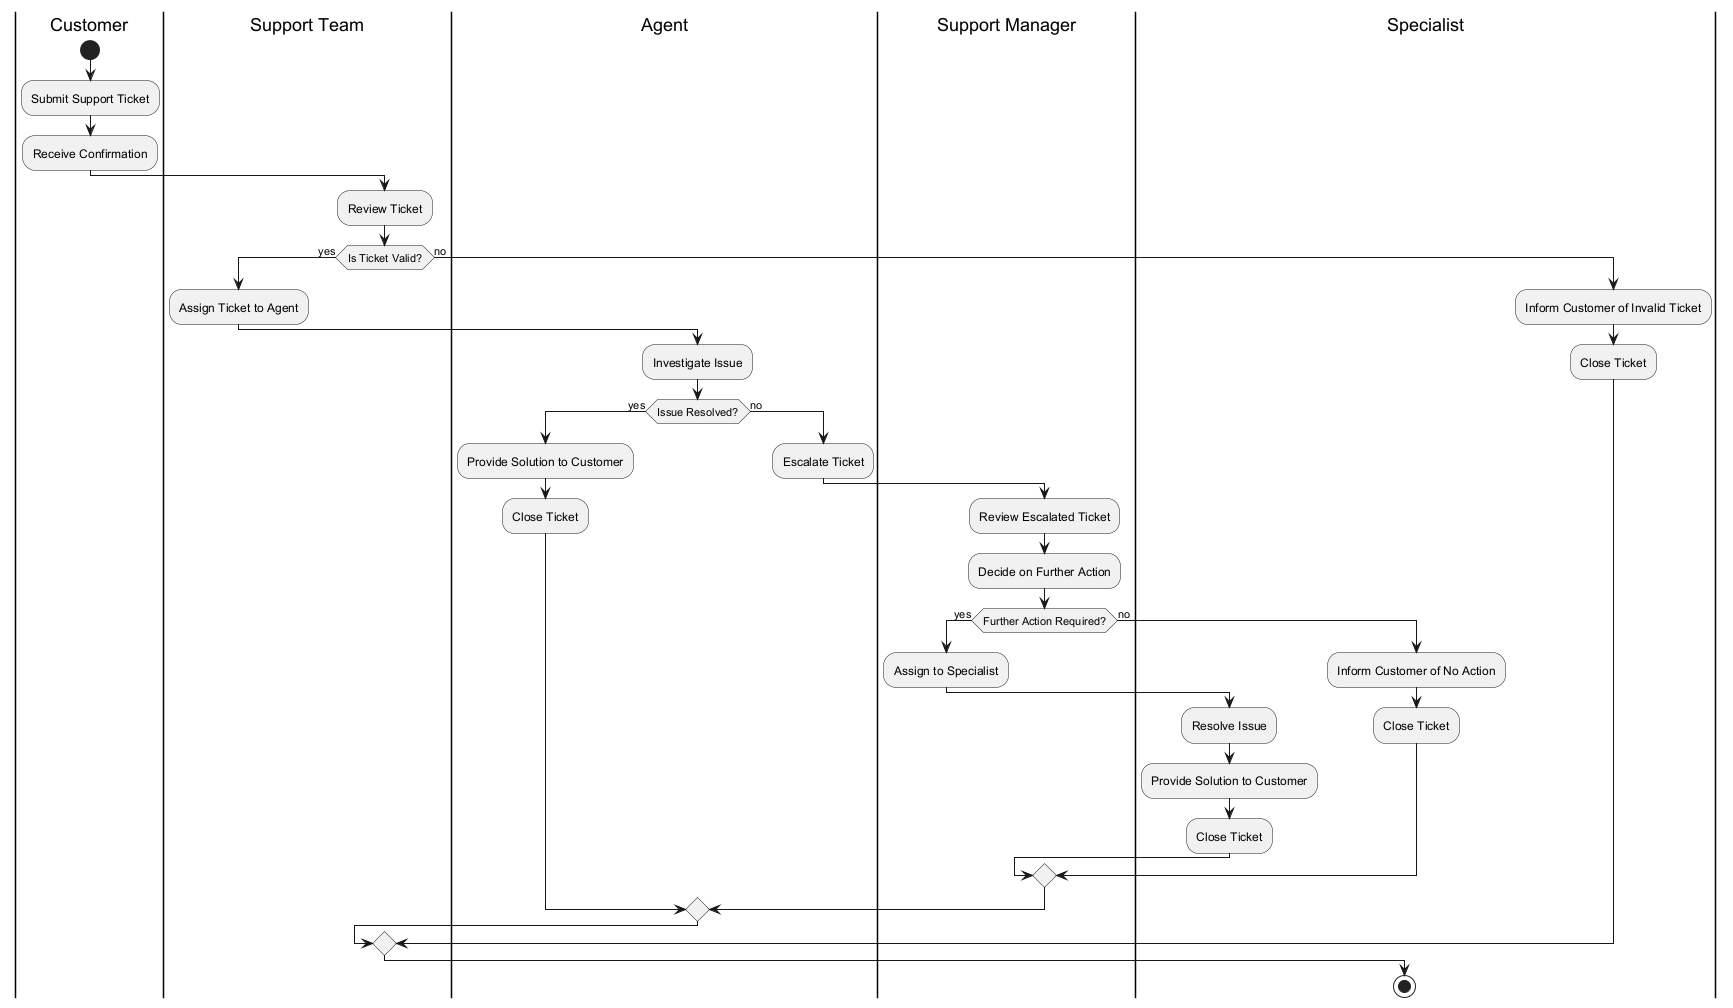 Customer
Support Team
Agent
Support Manager
Specialist
Submit Support Ticket
Receive Confirmation
Review Ticket
yes
Is Ticket Valid?
no
Assign Ticket to Agent
Inform Customer of Invalid Ticket
Investigate Issue
Close Ticket
yes
Issue Resolved?
no
Provide Solution to Customer
Escalate Ticket
Close Ticket
Review Escalated Ticket
Decide on Further Action
yes
Further Action Required?
no
Assign to Specialist
Inform Customer of No Action
Resolve Issue
Close Ticket
Provide Solution to Customer
Close Ticket